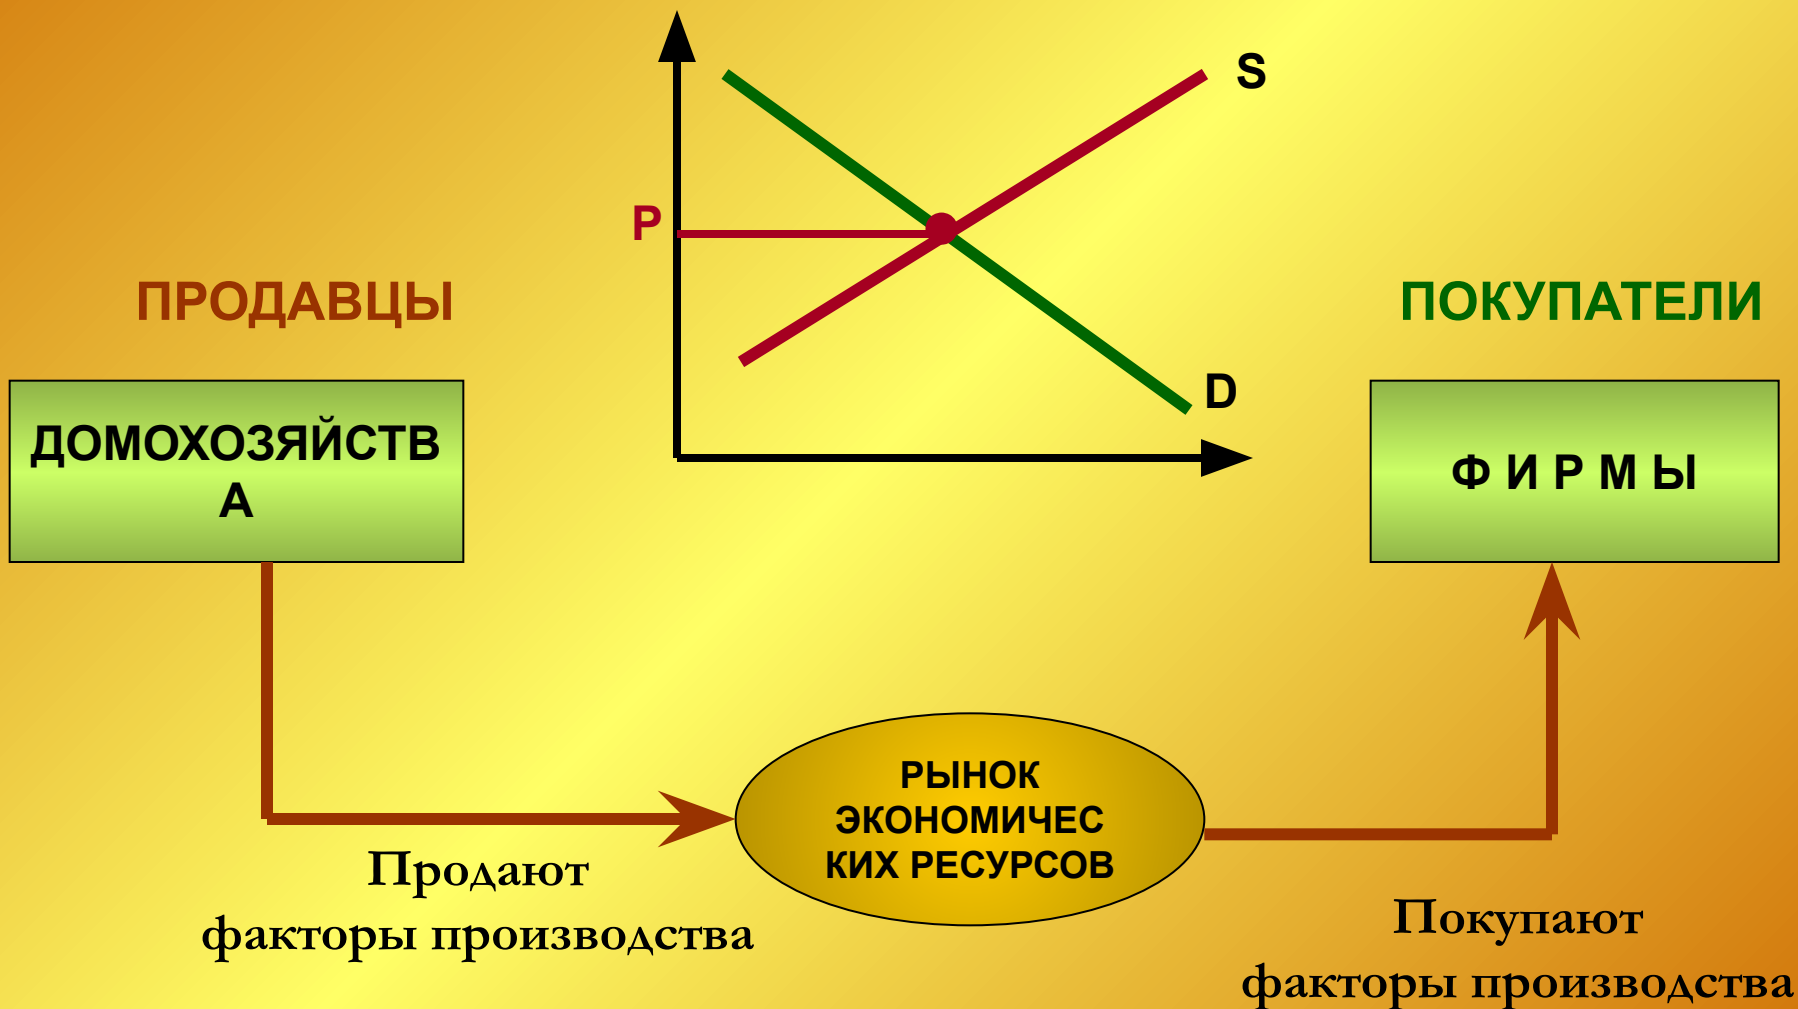 S
P
D
ПРОДАВЦЫ
ПОКУПАТЕЛИ
ДОМОХОЗЯЙСТВ
А
Ф И Р М Ы
РЫНОК
ЭКОНОМИЧЕС
КИХ РЕСУРСОВ
Продают
факторы производства
Покупают
факторы производства